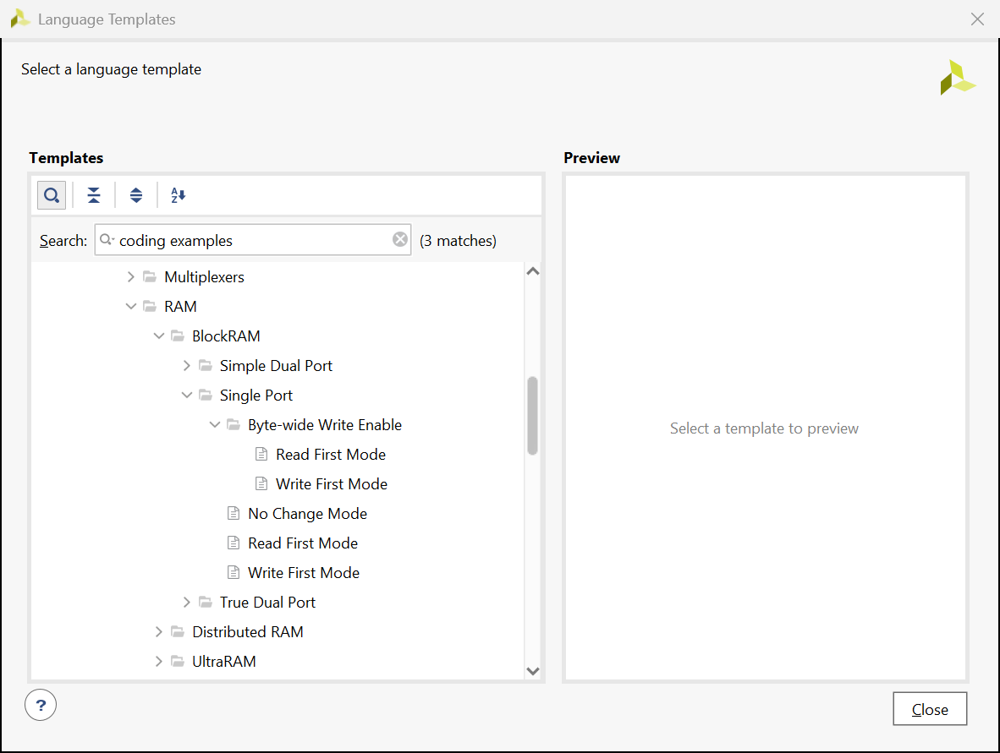 Language Templates
Select a language template
Templates
Preview
A
Z
Search: coding examples (3 matches)
Multiplexers
RAM
BlockRAM
Simple Dual Port
Single Port
Byte-wide Write Enable
Read First Mode
Write First Mode
No Change Mode
Read First Mode
Write First Mode
True Dual Port
Distributed RAM
UltraRAM
Select a template to preview
?
Close